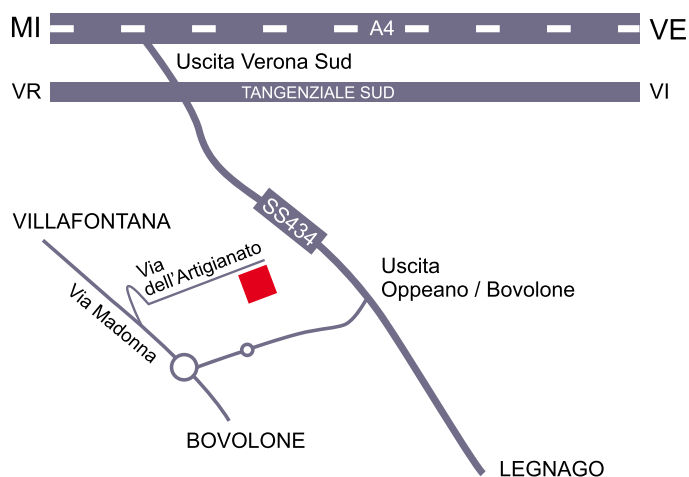 MI
A4
VE
Uscita Verona Sud
VR
TANGENZIALE SUD
VI
SS434
VILLAFONTANA
Via
dell'Artigianato
Uscita
Oppeano / Bovolone
Via Madonna
BOVOLONE
LEGNAGO